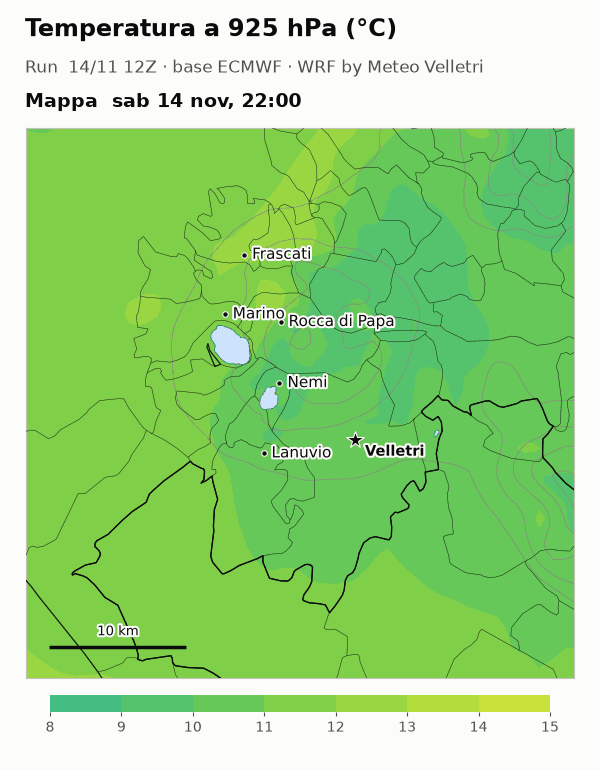 Temperatura a 925 hPa (°C)
Run  14/11 12Z · base ECMWF · WRF by Meteo Velletri
Mappa  sab 14 nov, 22:00
Frascati
Marino
Rocca di Papa
Nemi
Velletri
Lanuvio
10 km
8 9 10 11 12 13 14 15